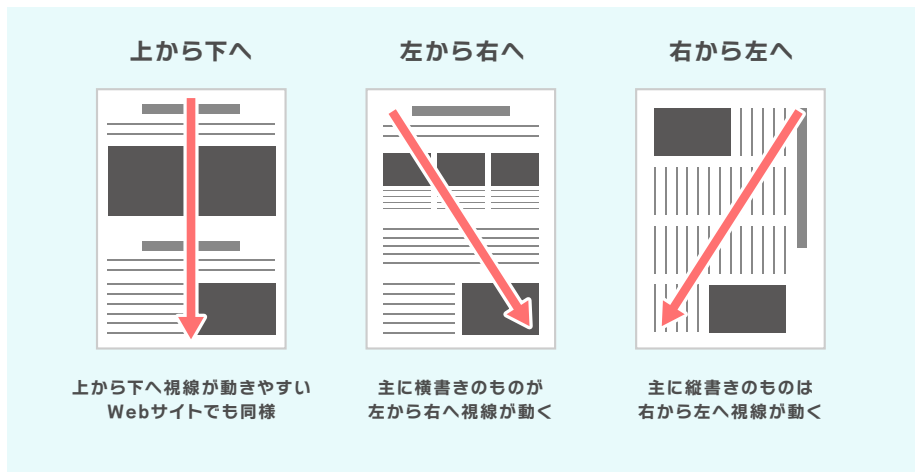 上から下へ
左から右へ
右から左へ
上から下へ視線が動きやすい
Webサイトでも同様
主に横書きのものが
左から右へ視線が動く
主に縦書きのものは
右から左へ視線が動く